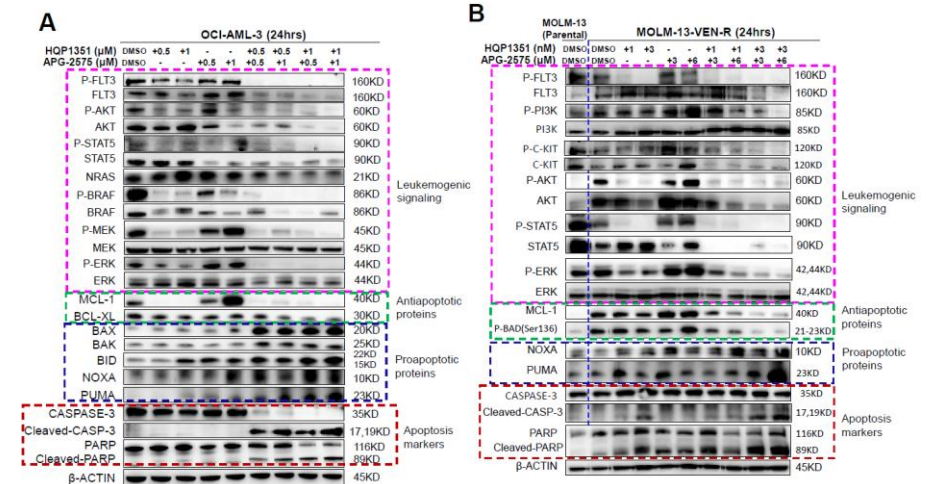 A
OCI-AML-3 (24hrs)
HQP1351 (µM) DMSO +0.5 +1 - - +0.5 +0.5 +1 +1
APG-2575 (µM) DMSO - - +0.5 +1 +0.5 +1 +0.5 +1
P-FLT3 160KD
FLT3 160KD
P-AKT 60KD
AKT 60KD
P-STAT5 90KD
STAT5 90KD
NRAS 21KD
P-BRAF 86KD
BRAF 86KD
P-MEK 45KD
MEK 45KD
P-ERK 44KD
ERK 44KD
Leukemogenic
signaling
MCL-1 40KD
BCL-XL 30KD
Antiapoptotic
proteins
BAX 20KD
BAK 25KD
BID 22KD
15KD
NOXA 10KD
PUMA 23KD
Proapoptotic
proteins
CASPASE-3 35KD
Cleaved-CASP-3 17,19KD
PARP 116KD
Cleaved-PARP 89KD
Apoptosis
markers
β-ACTIN 45KD
B
MOLM-13
(Parental)
MOLM-13-VEN-R (24hrs)
HQP1351 (nM) DMSO DMSO +1 +3 - - +1 +1 +3 +3
APG-2575 (µM) DMSO DMSO - - +3 +6 +3 +6 +3 +6
P-FLT3 160KD
FLT3 160KD
P-PI3K 85KD
PI3K 85KD
P-C-KIT 120KD
C-KIT 120KD
P-AKT 60KD
AKT 60KD
P-STAT5 90KD
STAT5 90KD
P-ERK 42,44KD
ERK 42,44KD
Leukemogenic
signaling
MCL-1 40KD
P-BAD(Ser136) 21-23KD
Antiapoptotic
proteins
NOXA 10KD
PUMA 23KD
Proapoptotic
proteins
CASPASE-3 35KD
Cleaved-CASP-3 17,19KD
PARP 116KD
Cleaved-PARP 89KD
Apoptosis
markers
β-ACTIN 45KD